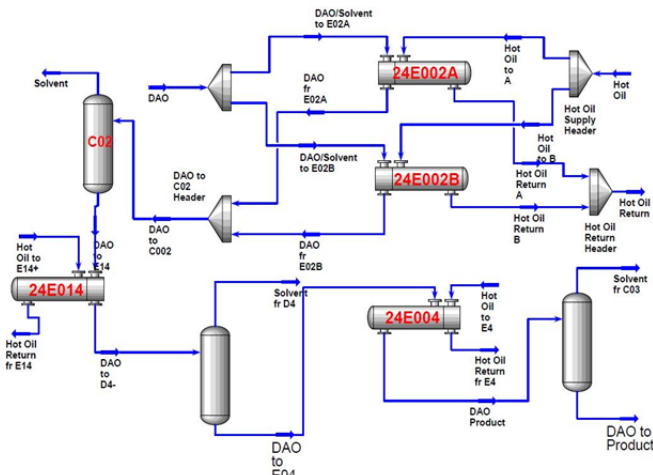 DAO/Solvent
to E02A
Solvent
DAO
DAO
fr
E02A
24E002A
Hot
Oil
to
A
Hot
Oil
Hot Oil
Supply
Header
C02
DAO to
C02
Header
DAO/Solvent
to E02B
24E002B
Hot
Oil
to B
Hot
Oil
Return
A
Hot
Oil
Return
B
Hot Oil
Return
Hot Oil
Return
Header
DAO
to
C002
DAO
fr
E02B
Hot
Oil to
E14+
DAO
to
E14
24E014
Hot Oil
Return
fr E14
DAO
to
D4-
Solvent
fr D4
24E004
Hot
Oil
to
E4
Hot Oil
Return
fr E4
Solvent
fr C03
DAO
Product
DAO
to
E04
DAO to
Product